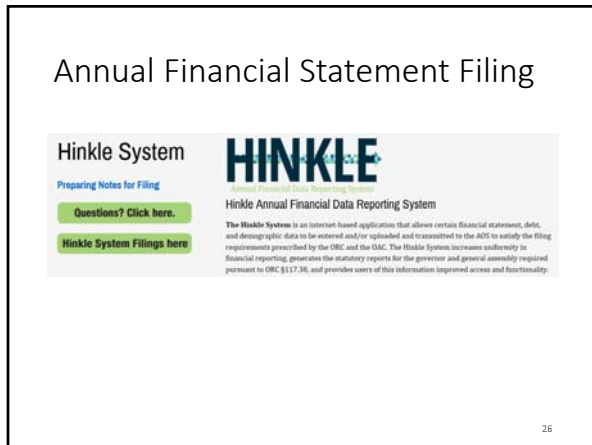 Annual Financial Statement Filing
Hinkle System
Preparing Notes for Filing
Questions? Click here.
Hinkle System Filings here
HINKLE
Annual Financial Data Reporting System
Hinkle Annual Financial Data Reporting System
The Hinkle System is an internet-based application that allows certain financial statement, debt,
and demographic data to be entered and/or uploaded and transmitted to the AOS to satisfy the filing
requirements prescribed by the ORC and the OAC. The Hinkle System increases uniformity in
financial reporting, generates the statutory reports for the governor and general assembly required
pursuant to ORC §117.38, and provides users of this information improved access and functionality.
26